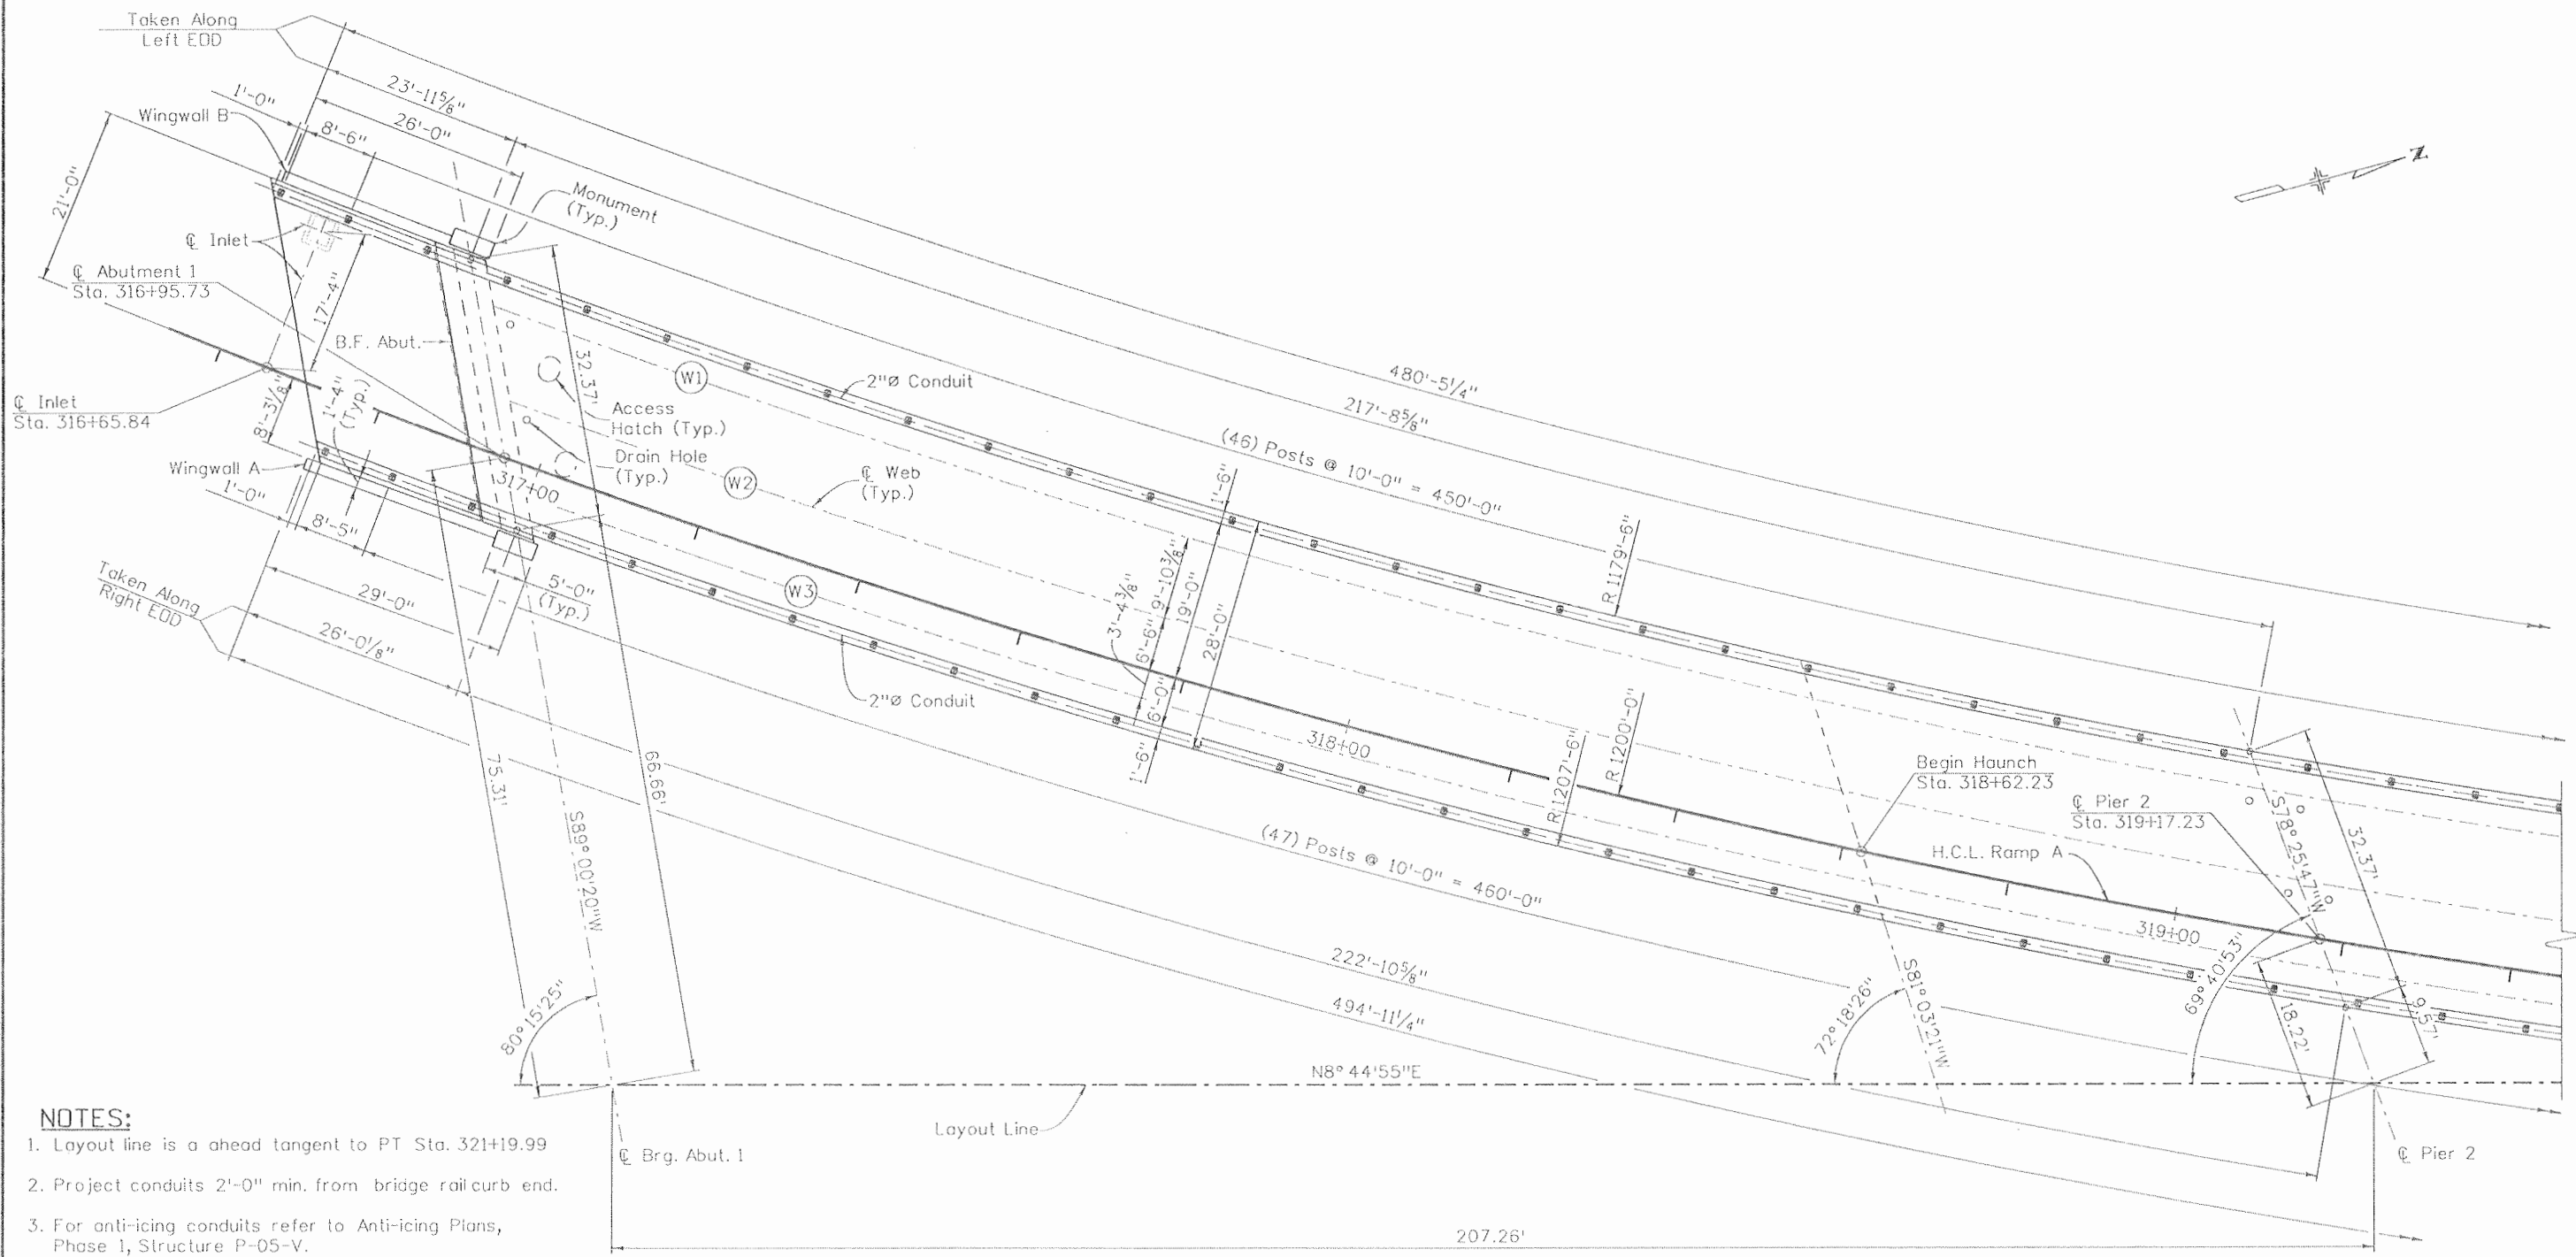 Taken Along
Left EOD
23'-11⅝"
1'-0"
Wingwall B
8'-6"
26'-0"
21'-0"
Monument
(Typ.)
℄ Inlet
℄ Abutment 1
Sta. 316+95.73
17'-4"
B.F. Abut.
32.37'
W1
2"Ø Conduit
480'-5¼"
217'-8⅝"
(46) Posts @ 10'-0" = 450'-0"
℄ Inlet
Sta. 316+65.84
8'-3⅛"
1'-4"
(Typ.)
Access
Hatch (Typ.)
Drain Hole
(Typ.)
W2
℄ Web
(Typ.)
Wingwall A
1'-0"
8'-5"
317+00
1'-6"
9'-10⅜"
19'-0"
6'-6"
3'-4⅜"
28'-0"
6'-0"
1'-6"
R 1179'-6"
Taken Along
Right EOD
29'-0"
26'-0⅛"
5'-0"
(Typ.)
W3
2"Ø Conduit
318+00
R 1207'-6"
R 1200'-0"
Begin Haunch
Sta. 318+62.23
℄ Pier 2
Sta. 319+17.23
H.C.L. Ramp A
S78°25'47"W
32.37'
319+00
69°40'53"
9.57'
18.22'
75.31'
66.66'
S89°00'20"W
80°15'25"
(47) Posts @ 10'-0" = 460'-0"
222'-10⅝"
494'-11¼"
72°18'26"
S81°03'21"W
N8°44'55"E
Layout Line
℄ Brg. Abut. 1
℄ Pier 2
207.26'
N
NOTES:
1. Layout line is a ahead tangent to PT Sta. 321+19.99
2. Project conduits 2'-0" min. from bridge rail curb end.
3. For anti-icing conduits refer to Anti-icing Plans,
Phase 1, Structure P-05-V.